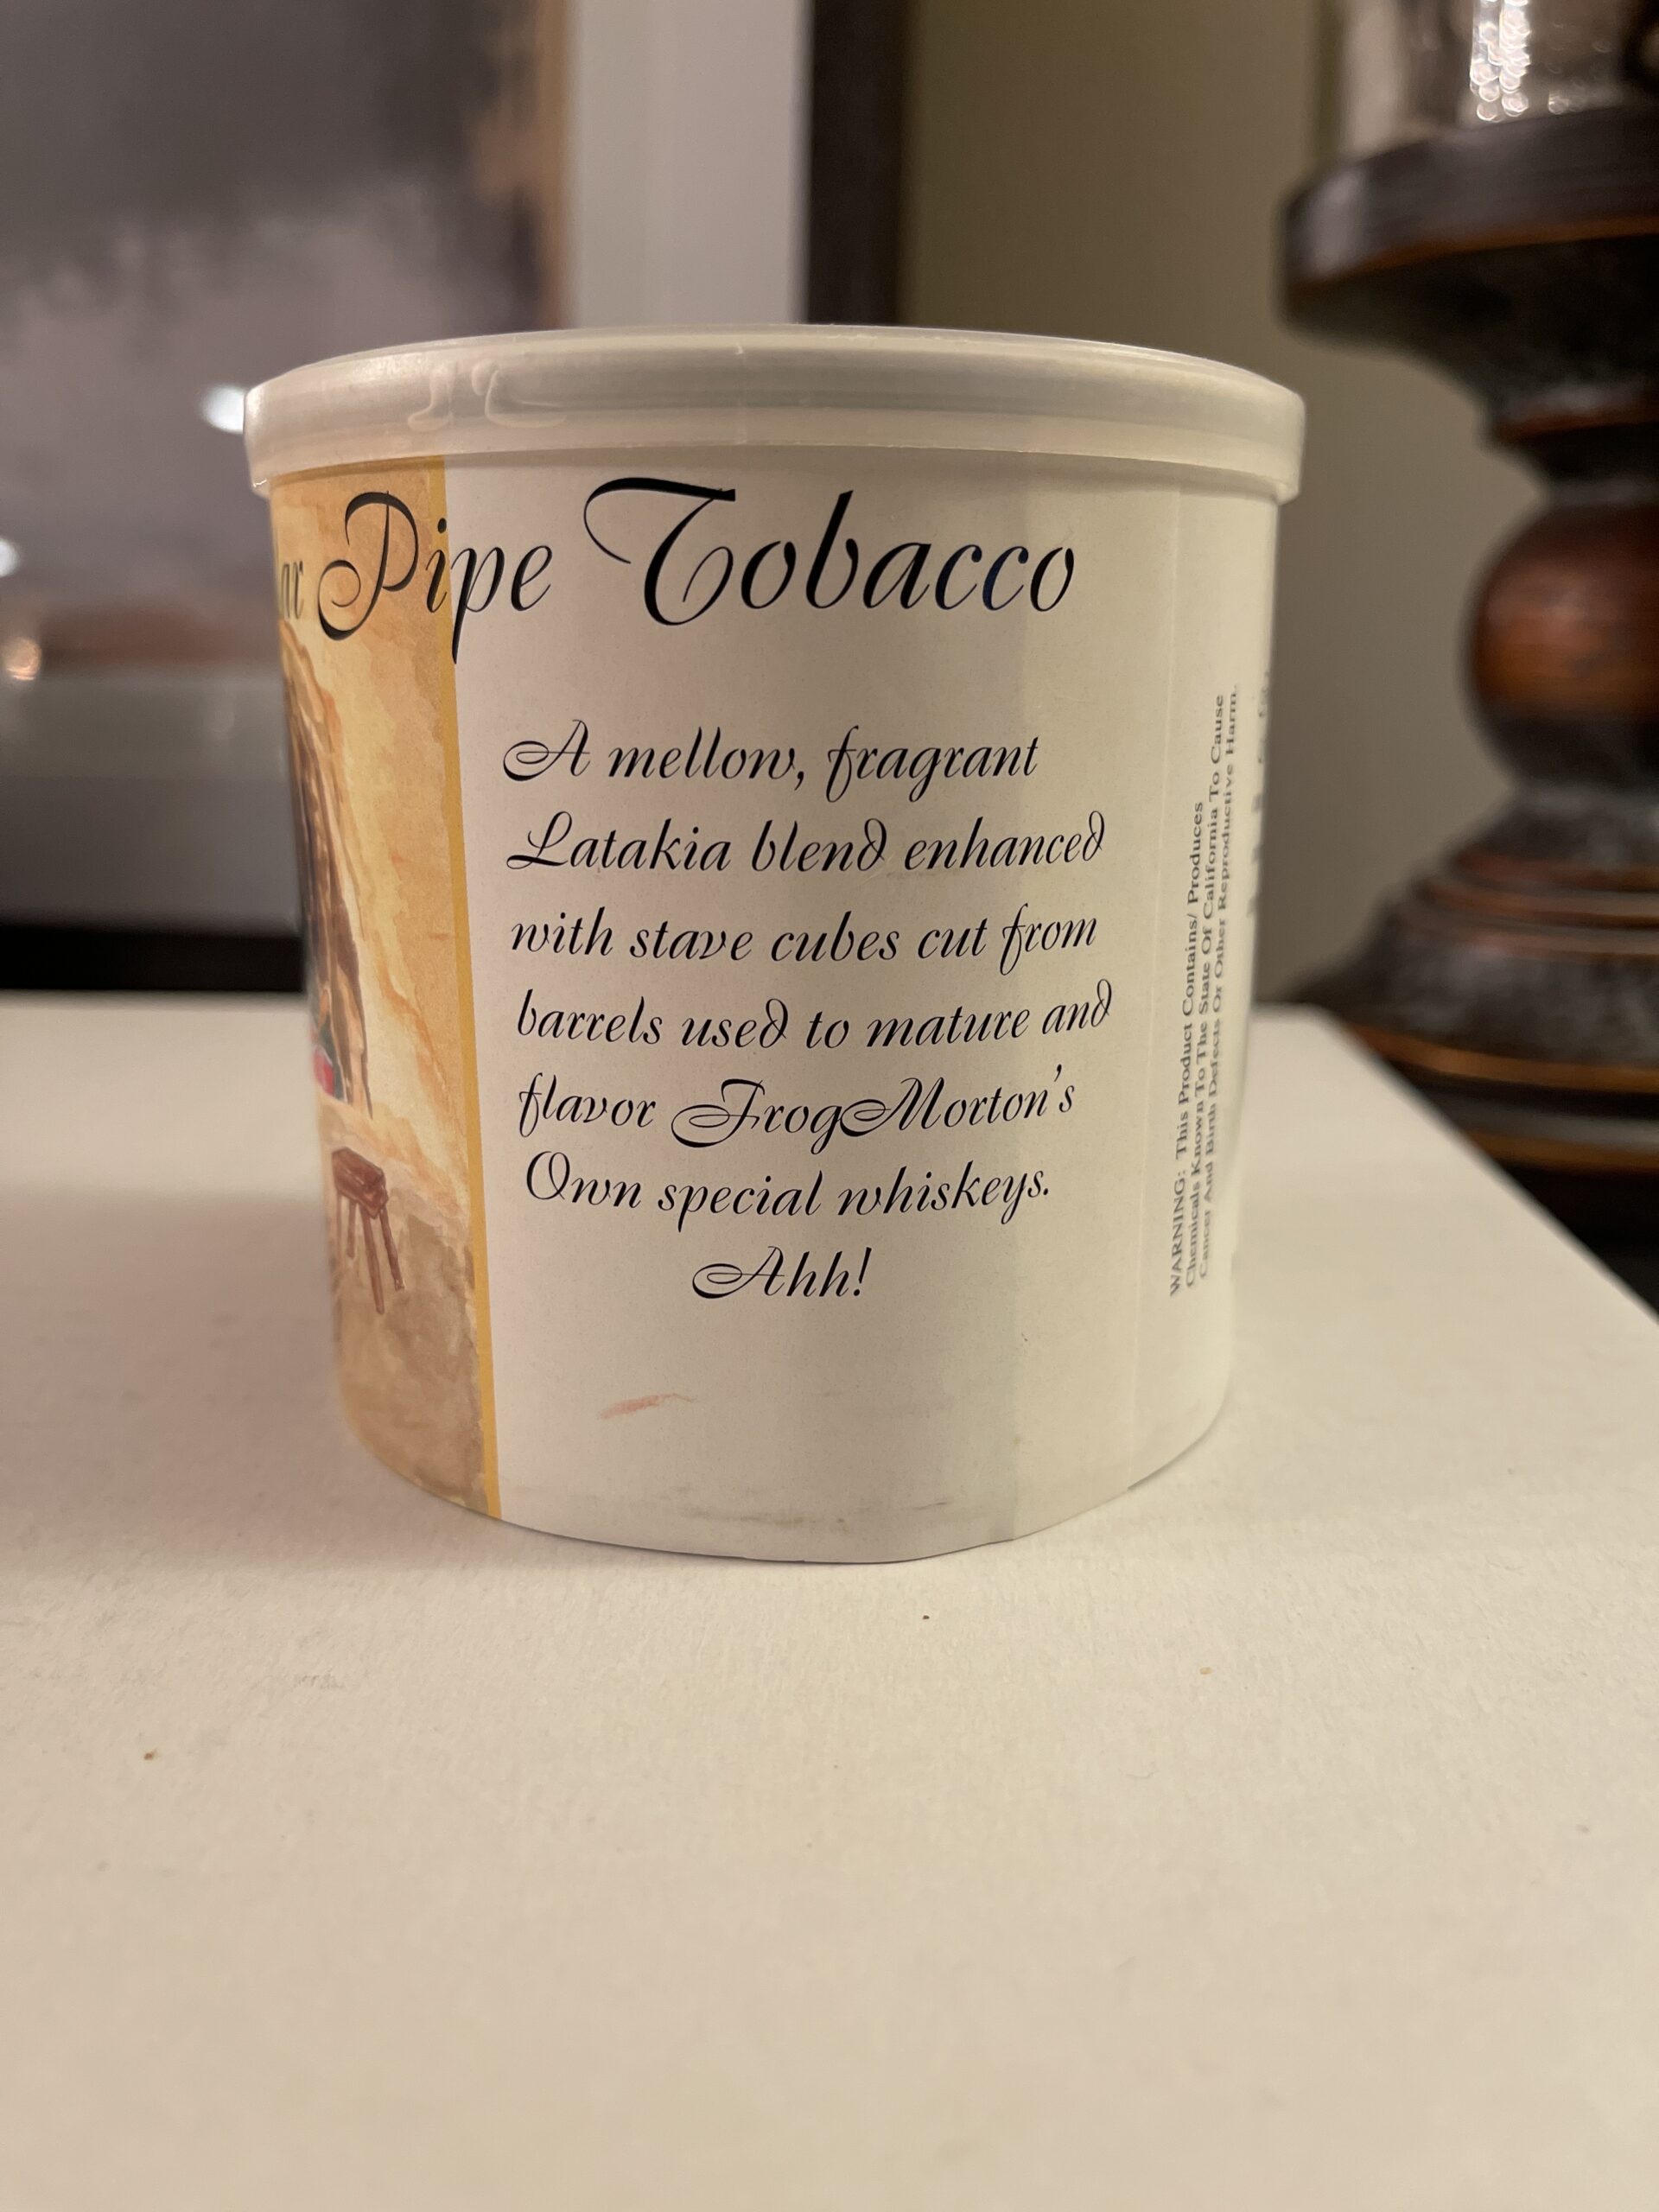 ar Pipe Tobacco
A mellow, fragrant
Latakia blend enhanced
with stave cubes cut from
barrels used to mature and
flavor FrogMorton's
Own special whiskeys.
Ahh!
WARNING: This Product Contains/ Produces
Chemicals Known To The State Of California To Cause
Cancer And Birth Defects Or Other Reproductive Harm.